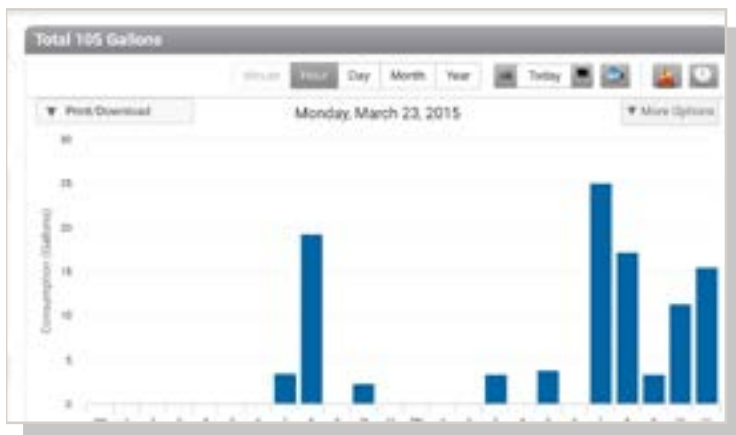 Total 105 Gallons
Minute Hour Day Month Year Today
Print/Download
Monday, March 23, 2015
More Options
Consumption (Gallons)
30
25
20
15
10
5
0